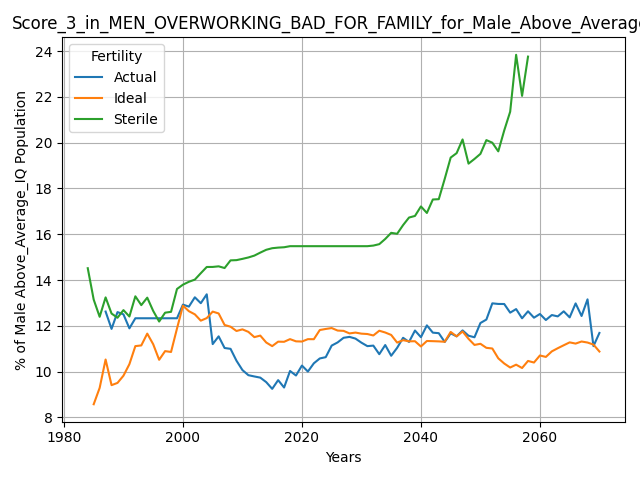 Score_3_in_MEN_OVERWORKING_BAD_FOR_FAMILY_for_Male_Above_Average
Fertility
Actual
Ideal
Sterile
% of Male Above_Average_IQ Population
24
22
20
18
16
14
12
10
8
1980
2000
2020
2040
2060
Years